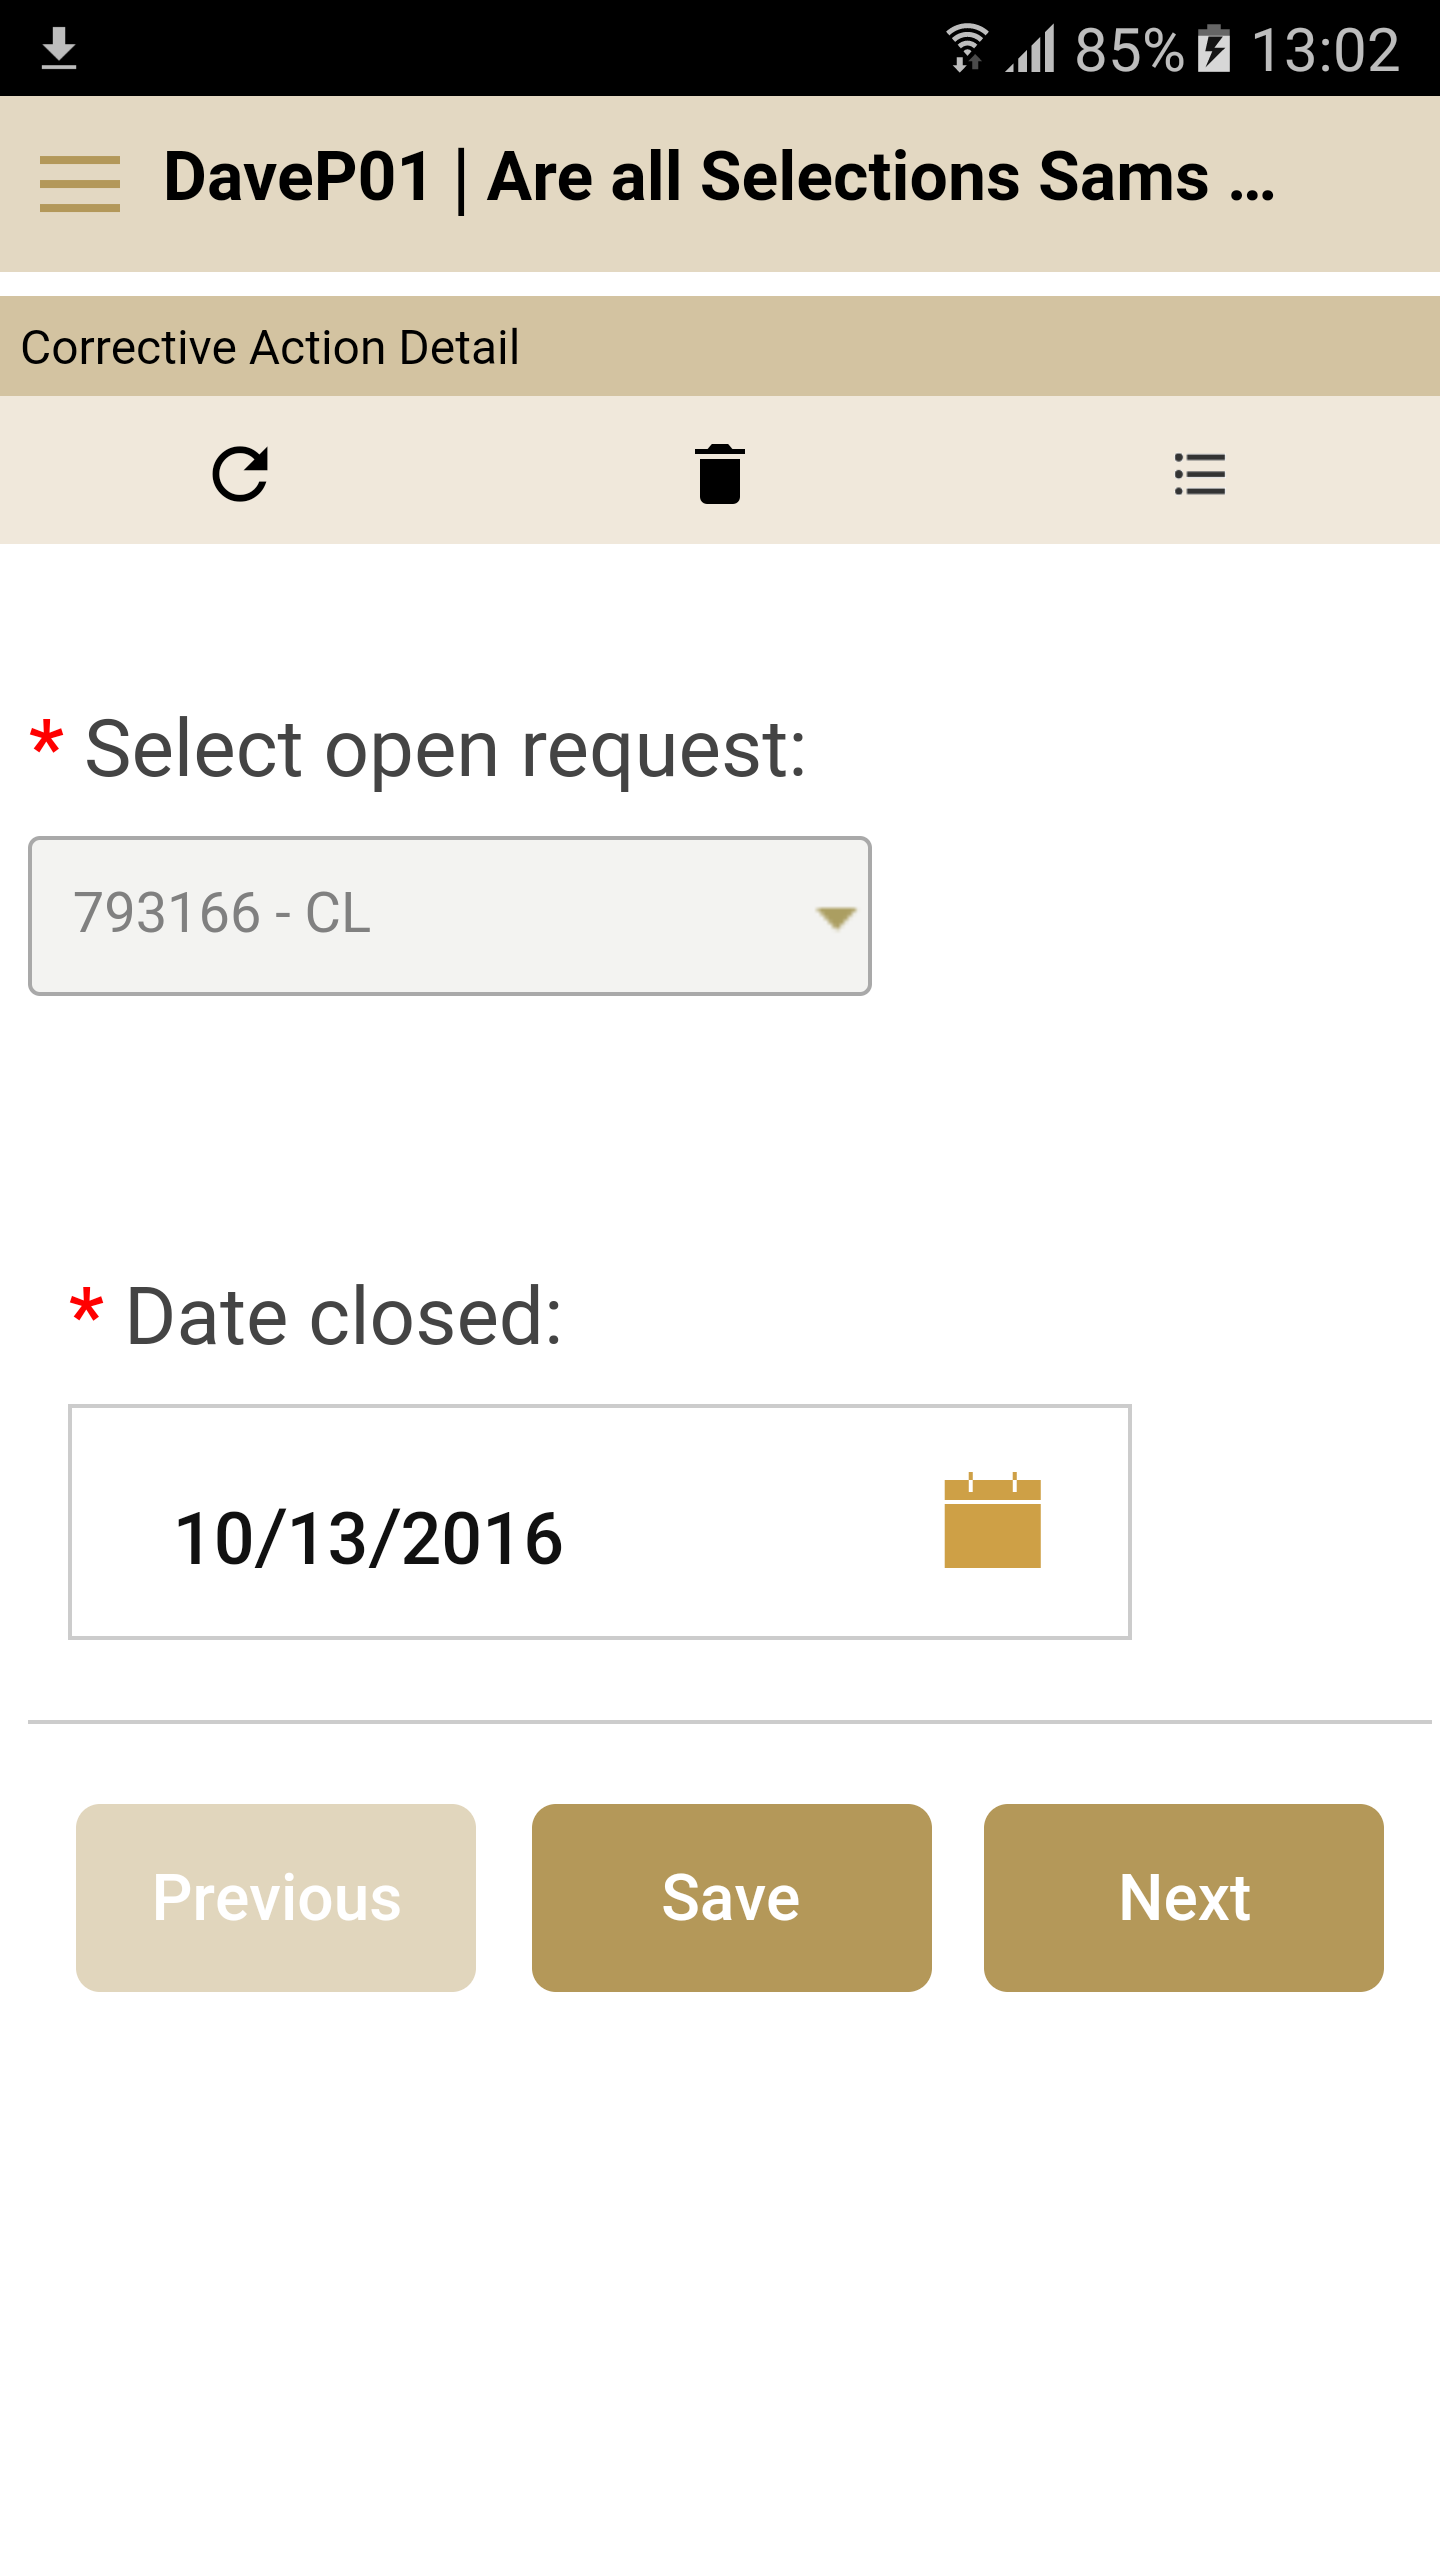 85% 13:02
DaveP01 | Are all Selections Sams ...
Corrective Action Detail
* Select open request:
793166 - CL
* Date closed:
10/13/2016
Previous Save Next